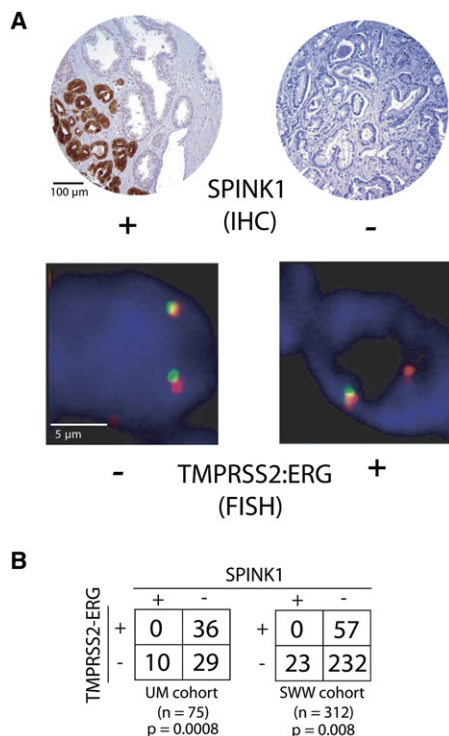 A
100 µm
SPINK1
(IHC)
+
-
5 µm
-
TMPRSS2:ERG
+
(FISH)
B
SPINK1
TMPRSS2-ERG
+ -
+ 0 36
- 10 29
UM cohort
(n = 75)
p = 0.0008
+ -
+ 0 57
- 23 232
SWW cohort
(n = 312)
p = 0.008